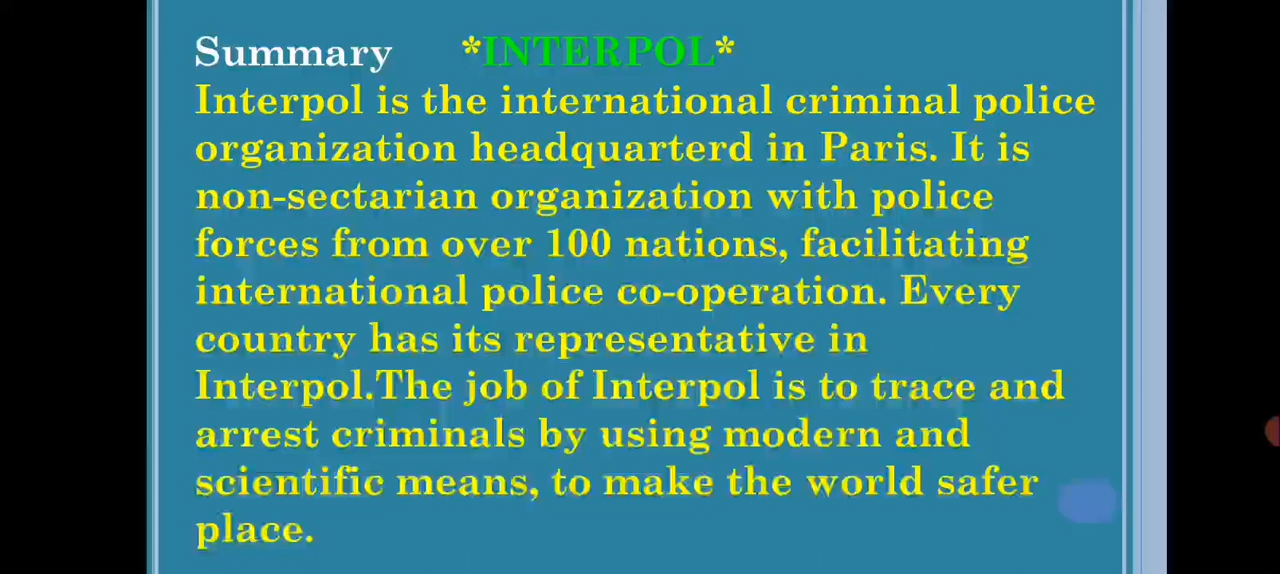 Summary *INTERPOL*
Interpol is the international criminal police
organization headquarterd in Paris. It is
non-sectarian organization with police
forces from over 100 nations, facilitating
international police co-operation. Every
country has its representative in
Interpol.The job of Interpol is to trace and
arrest criminals by using modern and
scientific means, to make the world safer
place.